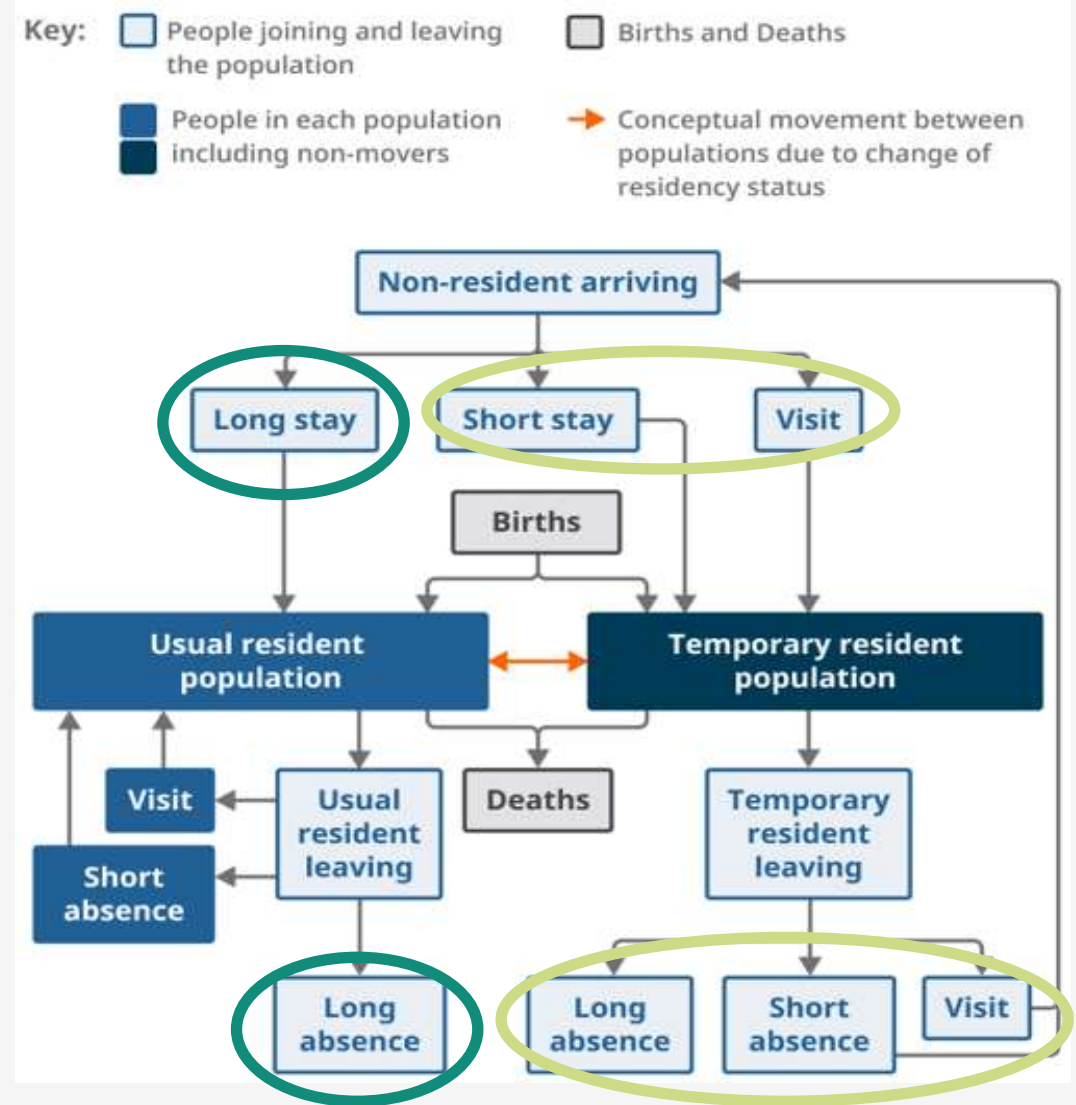 Key:
People joining and leaving
the population
Births and Deaths
People in each population
including non-movers
Conceptual movement between
populations due to change of
residency status
Non-resident arriving
Long stay
Short stay
Visit
Births
Usual resident
population
Temporary resident
population
Visit
Usual
resident
leaving
Deaths
Temporary
resident
leaving
Short
absence
Long
absence
Long
absence
Short
absence
Visit